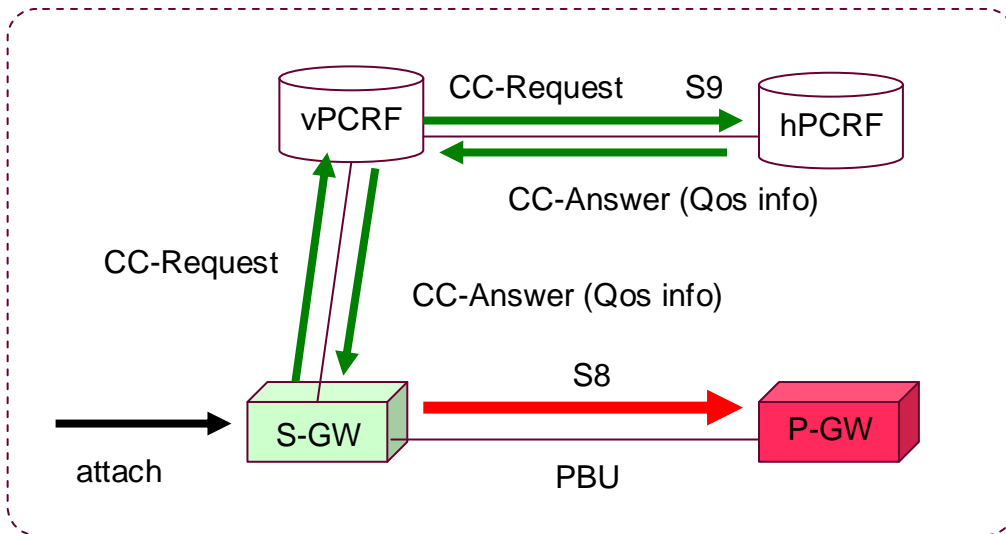 CC-Request S9
vPCRF
hPCRF
CC-Answer (Qos info)
CC-Request
CC-Answer (Qos info)
S8
S-GW
P-GW
attach
PBU